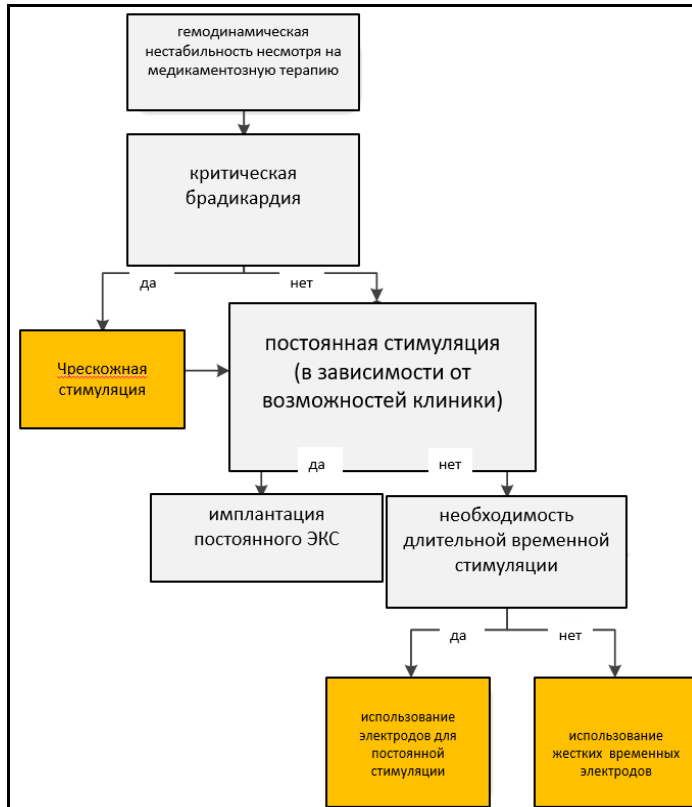 гемодинамическая
нестабильность несмотря на
медикаментозную терапию
критическая
брадикардия
да
нет
Чрескожная
стимуляция
постоянная стимуляция
(в зависимости от
возможностей клиники)
да
нет
имплантация
постоянного ЭКС
необходимость
длительной временной
стимуляции
да
нет
использование
электродов для
постоянной
стимуляции
использование
жестких временных
электродов